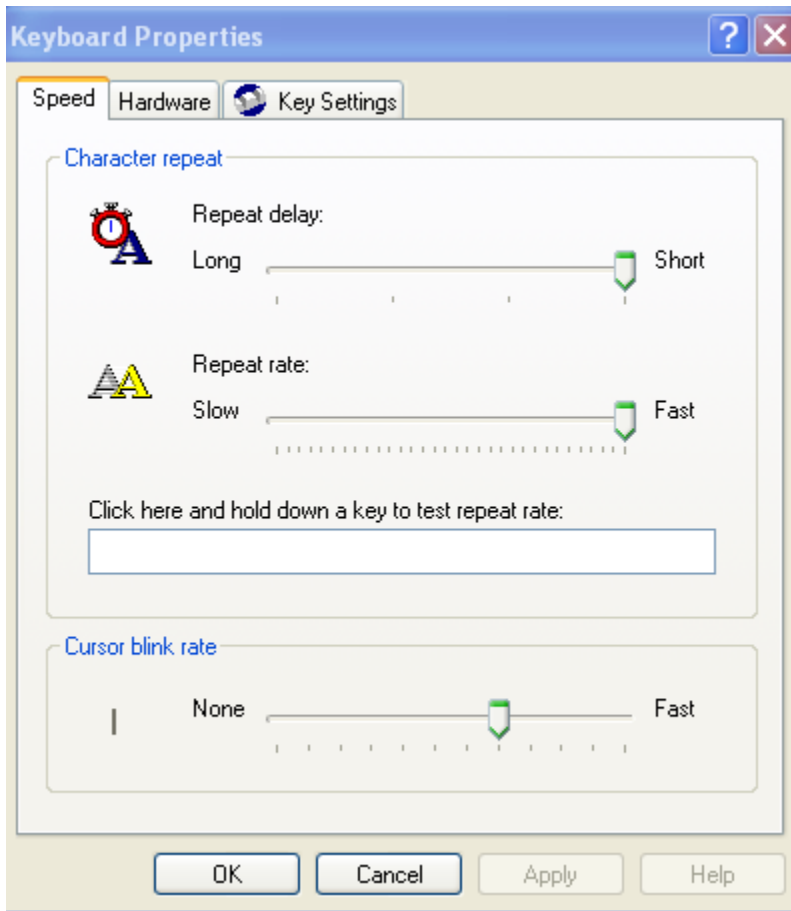 Keyboard Properties
Speed Hardware Key Settings
Character repeat
Repeat delay:
Long Short
Repeat rate:
Slow Fast
Click here and hold down a key to test repeat rate:
Cursor blink rate
None Fast
OK Cancel Apply Help